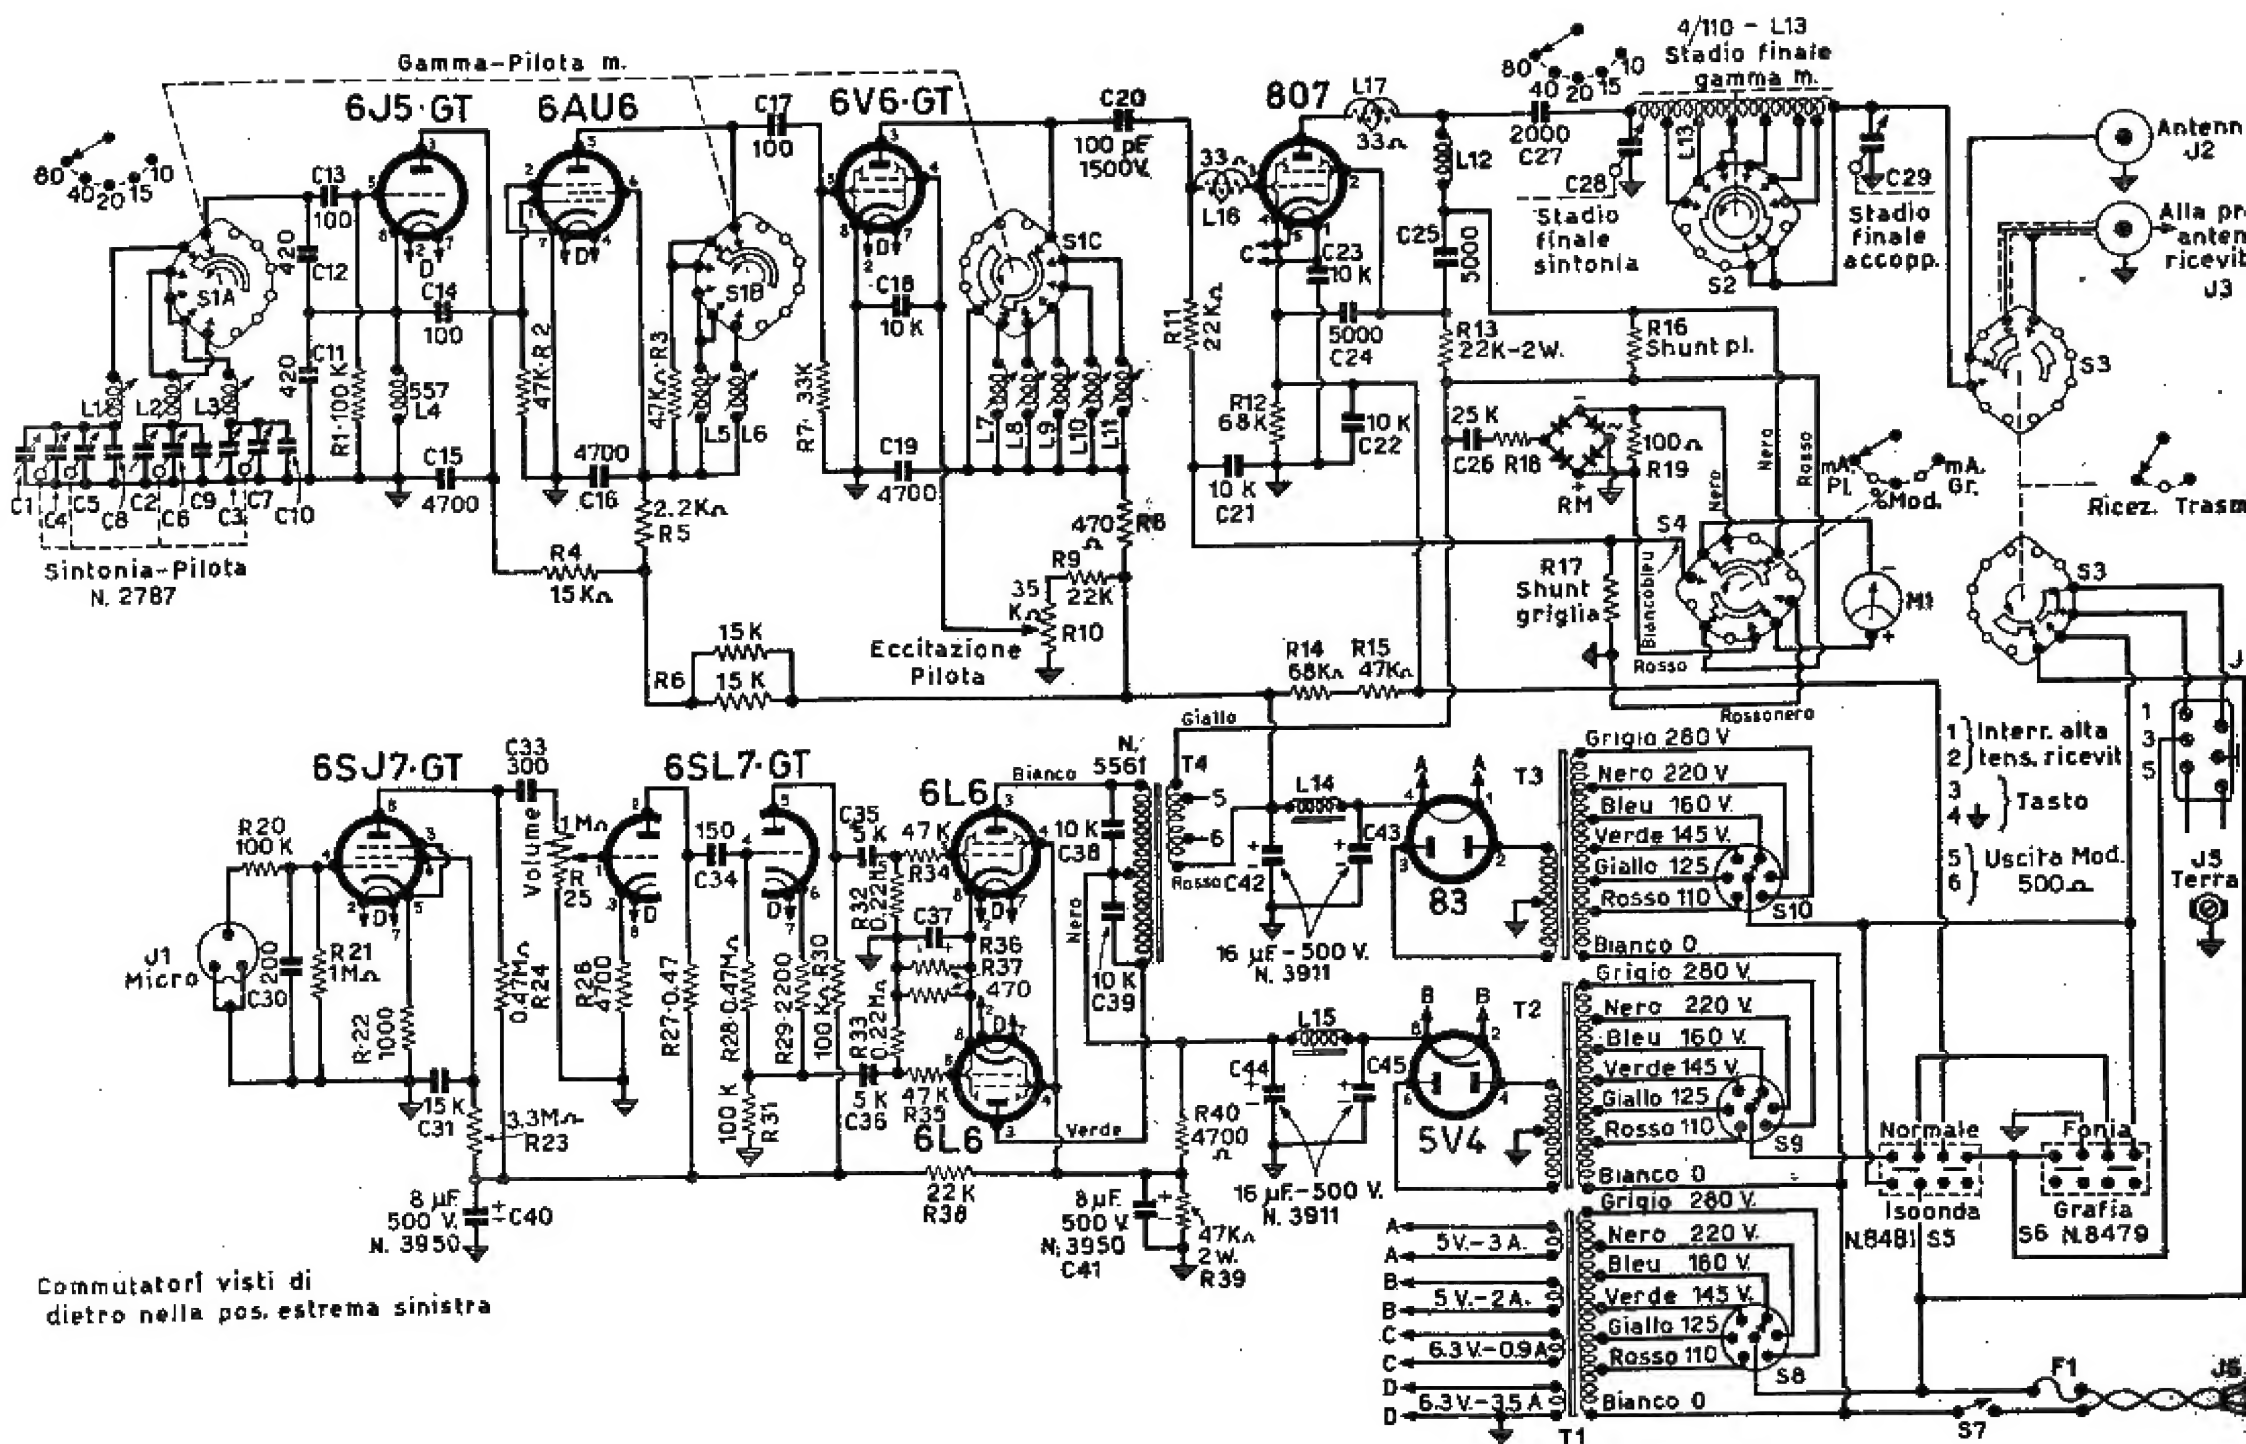 Gamma-Pilota m.
6J5·GT
6AU6
6V6·GT
807
4/110 - L13
Stadio finale
gamma m.
80 40 20 15 10
80 40 20 15 10
C13
100
C17
100
C20
100 pF
1500V.
L17
33Ω
33Ω
L16
L12
2000
C27
L13
C28
C29
Stadio
finale
sintonia
Stadio
finale
accopp.
S2
Antenn
J2
Alla pr
anten
ricevit
J3
S1A
S1B
S1C
420
C12
C14
100
C18
10 K
C23
10 K
C25
5000
5000
C24
R11
22KΩ
R13
22K-2W.
R16
Shunt pl.
S3
L1
L2
L3
420
C11
R1-100 K
557
L4
47K-R2
47KΩ-R3
L5
L6
R7- 33K
L7
L8
L9
L10
L11
R12
68K
10 K
C22
25 K
C26
R18
100Ω
R19
RM
Nero
Nero
Rosso
mA.
Pl.
%Mod.
mA.
Gr.
Ricez. Trasm
C1
C4
C5
C8
C2
C6
C9
C3
C7
C10
Sintonia-Pilota
N. 2787
C15
4700
4700
C16
C19
4700
10 K
C21
2.2KΩ
R5
R4
15KΩ
470
Ω
R8
R9
22K
35
KΩ
R10
Eccitazione
Pilota
15 K
15 K
R6
R17
Shunt
griglia
Biancobleu
Rosso
Rossonero
S4
M1
S3
R14
68KΩ
R15
47KΩ
Giallo
6SJ7·GT
6SL7·GT
6L6
6L6
C33
300
Volume
1MΩ
R
25
R20
100 K
J1
Micro
C30
200
R21
1MΩ
R22
1000
15 K
C31
3.3MΩ
R23
0.47MΩ
R24
R26
4700
R27-0.47
150
C34
R28-0.47MΩ
R29-2200
100 KΩ-R30
100 K
R31
C35
5 K
5 K
C36
R32
0.22MΩ
R33
0.22MΩ
47 K
R34
47 K
R35
C37
R36
R37
470
Bianco
Nero
Verde
Rosso
N.
5561
T4
5
6
10 K
C38
10 K
C39
22 K
R38
8 µF.
500 V.
N. 3950
C40
8 µF.
500 V.
N. 3950
C41
R40
4700
Ω
47KΩ
2W.
R39
L14
C42
C43
16 µF-500 V.
N. 3911
83
L15
C44
C45
16 µF.-500 V.
N. 3911
5V4
T3
Grigio 280 V
Nero 220 V.
Bleu 160 V.
Verde 145 V.
Giallo 125
Rosso 110
Bianco 0
S10
T2
Grigio 280 V.
Nero 220 V.
Bleu 160 V.
Verde 145 V.
Giallo 125
Rosso 110
Bianco 0
S9
Grigio 280 V.
Nero 220 V.
Bleu 160 V.
Verde 145 V.
Giallo 125
Rosso 110
Bianco 0
S8
T1
A
A
5V.-3 A.
B
B
5 V.-2 A.
C
C
6.3 V.-0.9 A
D
D
6.3 V.-3.5 A
1
2
Interr. alta
tens. ricevit
3
4
Tasto
5
6
Uscita Mod.
500Ω
J5
Terra
Normale
Isoonda
N.8481 S5
Fonia
Grafia
S6 N.8479
F1
S7
J6
Commutatori visti di
dietro nella pos. estrema sinistra